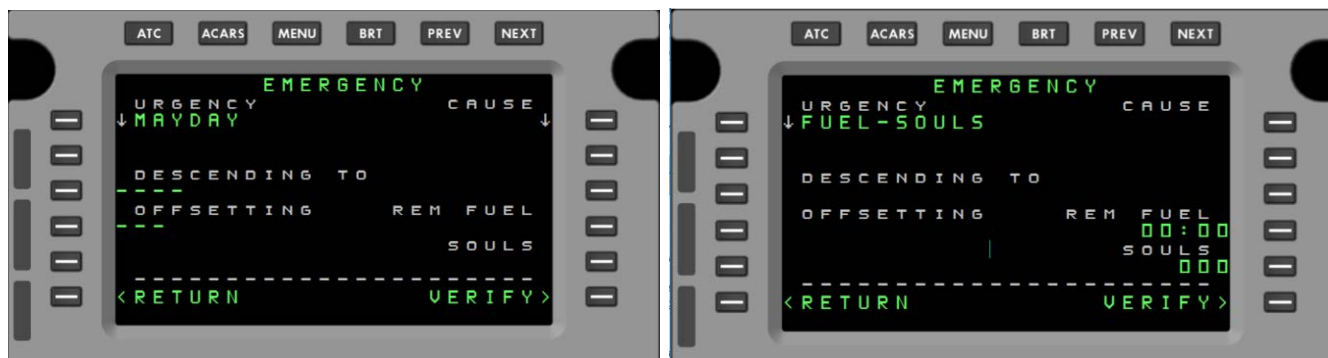 ATC ACARS MENU BRT PREV NEXT
EMERGENCY
URGENCY CAUSE
↓MAYDAY ↓
DESCENDING TO
----
OFFSETTING REM FUEL
---
SOULS
--------------------
<RETURN VERIFY>
ATC ACARS MENU BRT PREV NEXT
EMERGENCY
URGENCY CAUSE
↓FUEL-SOULS
DESCENDING TO
OFFSETTING REM FUEL
00:00
SOULS
000
--------------------
<RETURN VERIFY>